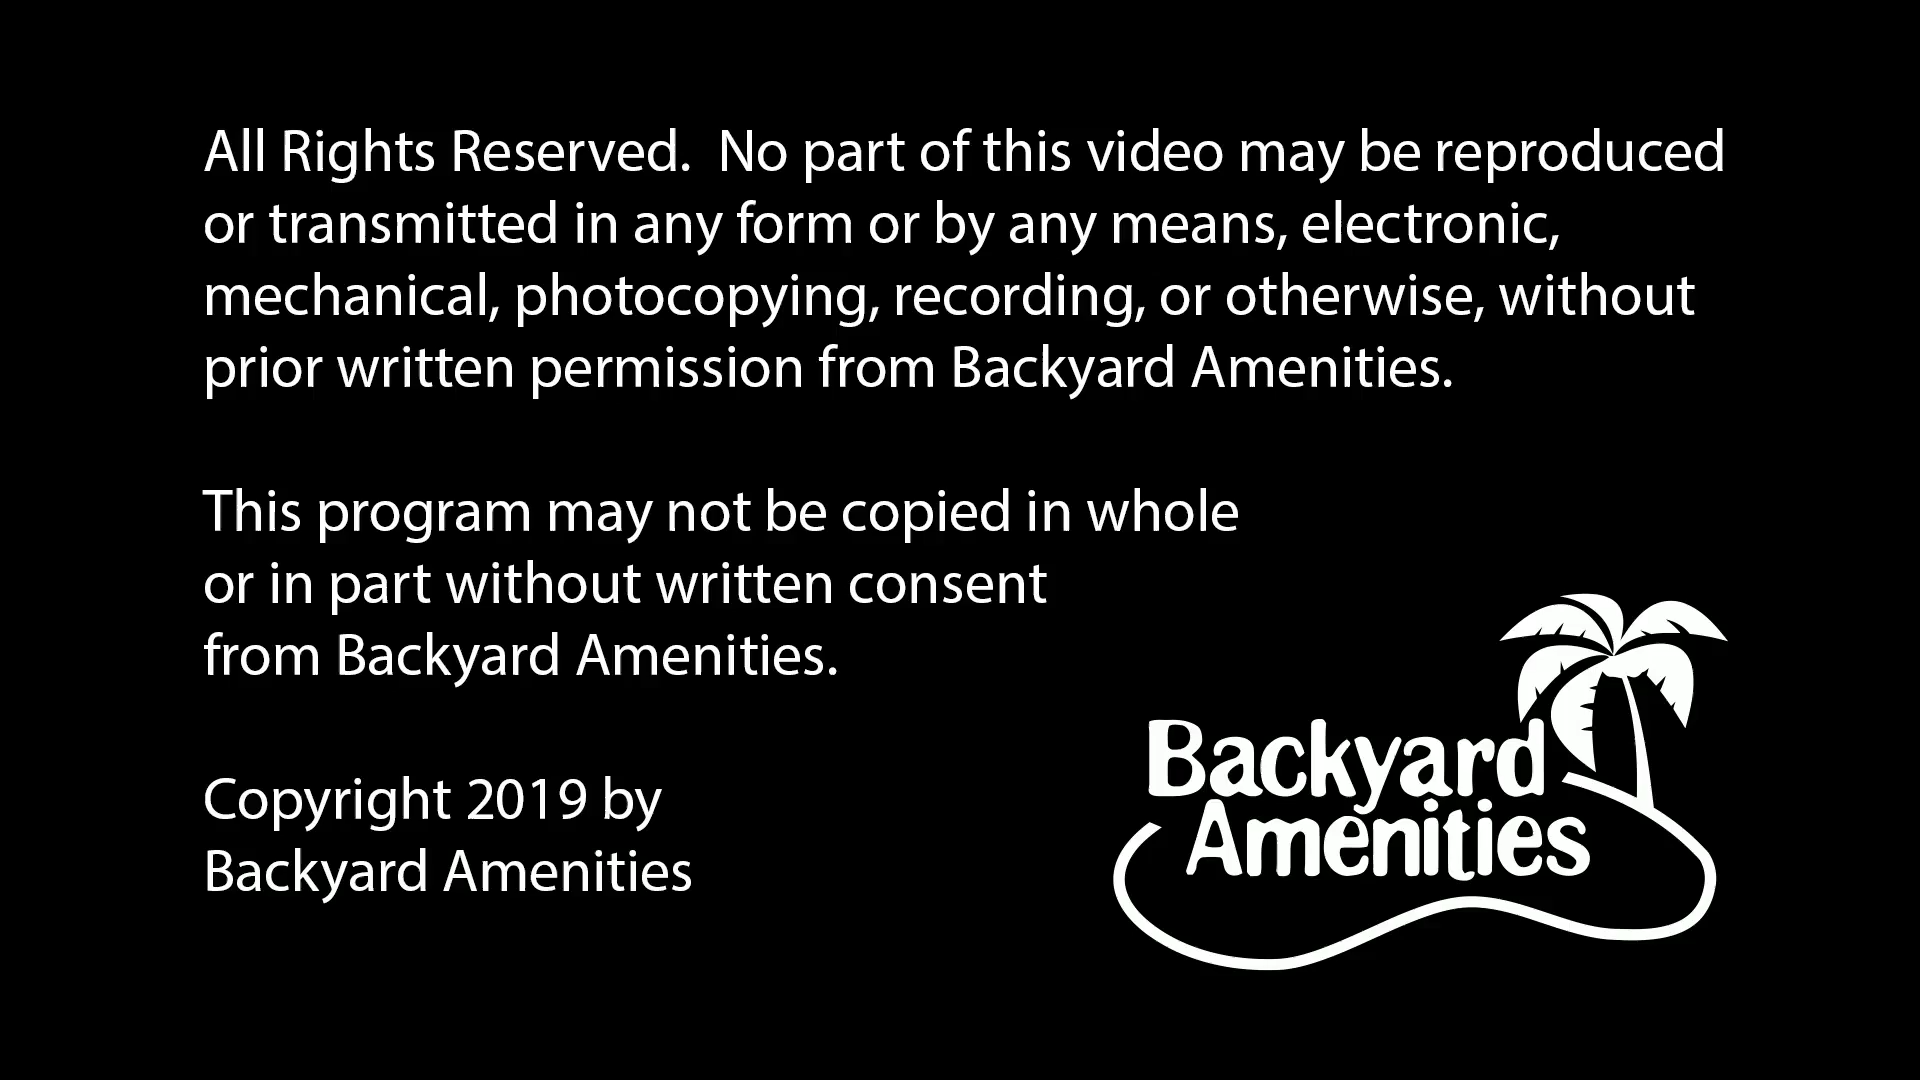 All Rights Reserved.  No part of this video may be reproduced
or transmitted in any form or by any means, electronic,
mechanical, photocopying, recording, or otherwise, without
prior written permission from Backyard Amenities.
This program may not be copied in whole
or in part without written consent
from Backyard Amenities.
Copyright 2019 by
Backyard Amenities
Backyard
Amenities